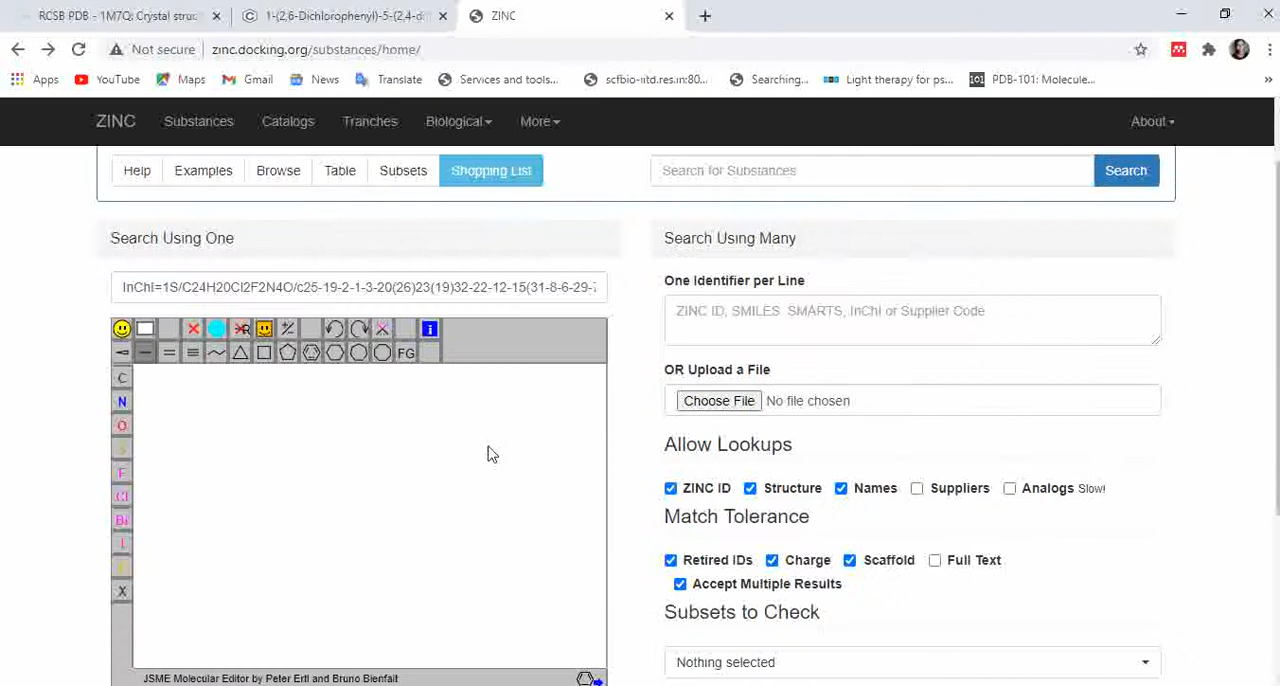 RCSB PDB - 1M7Q: Crystal struc
1-(2,6-Dichlorophenyl)-5-(2,4-d
ZINC
Not secure
zinc.docking.org/substances/home/
Apps
YouTube
Maps
Gmail
News
Translate
Services and tools...
scfbio-iitd.res.in:80...
Searching...
Light therapy for ps...
101
PDB-101: Molecule...
ZINC
Substances
Catalogs
Tranches
Biological
More
About
Help
Examples
Browse
Table
Subsets
Shopping List
Search for Substances
Search
Search Using One
Search Using Many
InChI=1S/C24H20Cl2F2N4O/c25-19-2-1-3-20(26)23(19)32-22-12-15(31-8-6-29-7
One Identifier per Line
ZINC ID, SMILES SMARTS, InChI or Supplier Code
OR Upload a File
Choose File No file chosen
Allow Lookups
ZINC ID
Structure
Names
Suppliers
Analogs Slow!
Match Tolerance
Retired IDs
Charge
Scaffold
Full Text
Accept Multiple Results
Subsets to Check
Nothing selected
R
i
FG
C
N
O
S
F
Cl
Br
I
X
JSME Molecular Editor by Peter Ertl and Bruno Bienfait